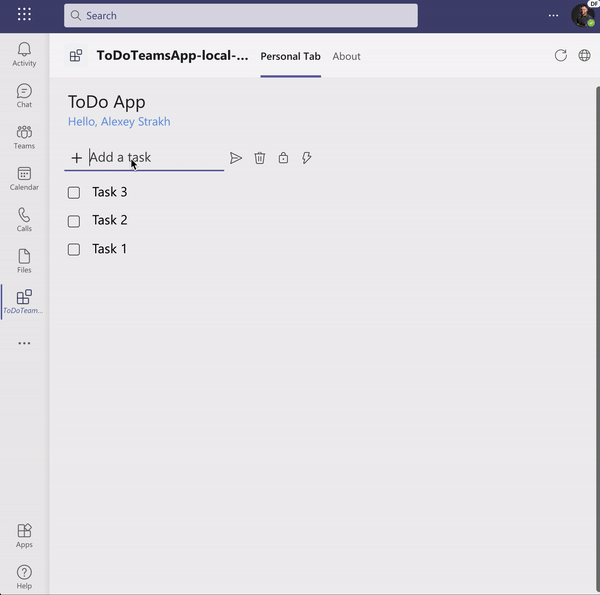 Search
DF
Activity
Chat
Teams
Calendar
Calls
Files
ToDoTeam...
Apps
Help
ToDoTeamsApp-local-...
Personal Tab
About
ToDo App
Hello, Alexey Strakh
Add a task
Task 3
Task 2
Task 1